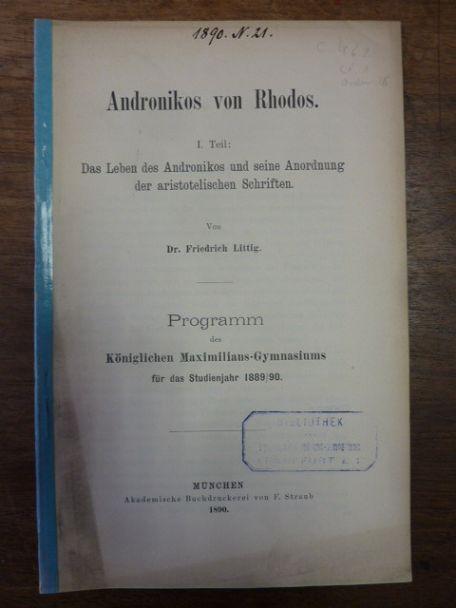 1890. N. 21.
Andronikos von Rhodos.
I. Teil:
Das Leben des Andronikos und seine Anordnung
der aristotelischen Schriften.
Von
Dr. Friedrich Littig.
Programm
des
Königlichen Maximilians-Gymnasiums
für das Studienjahr 1889/90.
BIBLIOTHEK
MÜNCHEN
Akademische Buchdruckerei von F. Straub
1890.